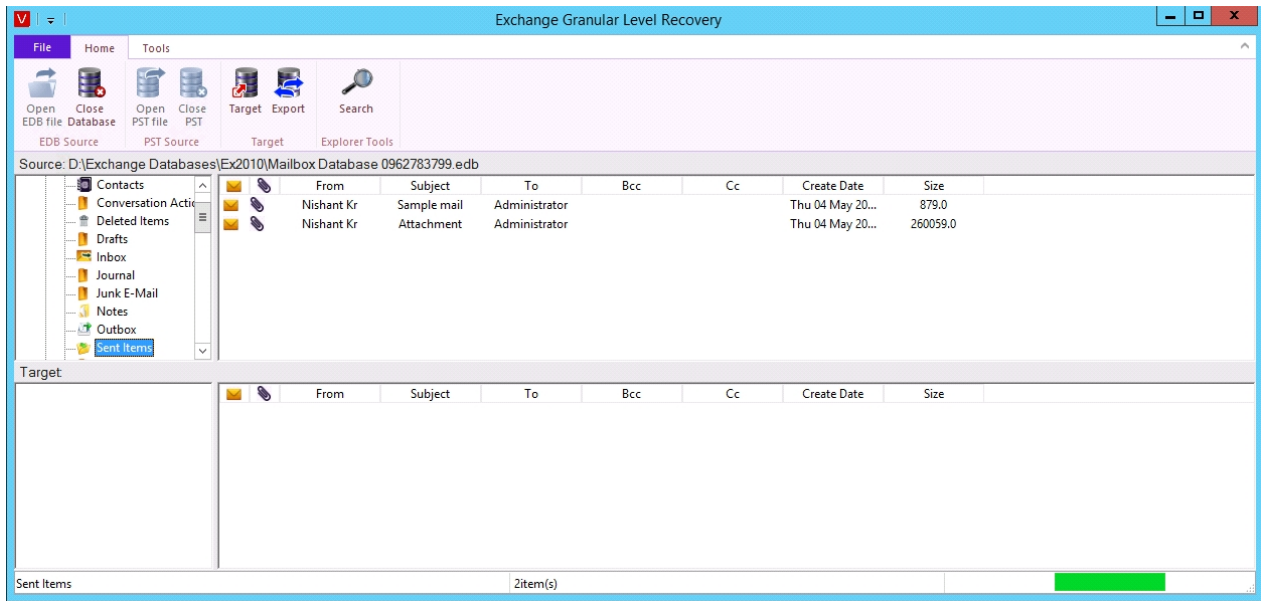 V
Exchange Granular Level Recovery
File Home Tools
Open EDB file
Close Database
Open PST file
Close PST
Target
Export
Search
EDB Source PST Source Target Explorer Tools
Source: D:\Exchange Databases\Ex2010\Mailbox Database 0962783799.edb
Contacts
Conversation Actio
Deleted Items
Drafts
Inbox
Journal
Junk E-Mail
Notes
Outbox
Sent Items
From Subject To Bcc Cc Create Date Size
Nishant Kr Sample mail Administrator Thu 04 May 20... 879.0
Nishant Kr Attachment Administrator Thu 04 May 20... 260059.0
Target
From Subject To Bcc Cc Create Date Size
Sent Items 2item(s)